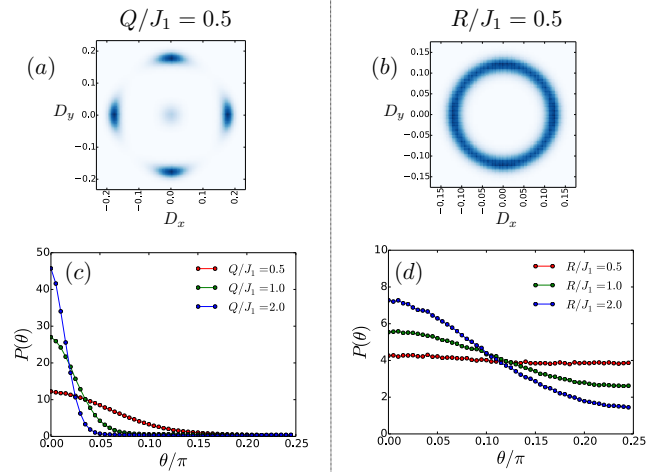 Q/J₁ = 0.5
(a)
D_y
0.2
0.1
0.0
−0.1
−0.2
−0.2
−0.1
0.0
0.1
0.2
D_x
R/J₁ = 0.5
(b)
D_y
0.15
0.10
0.05
0.00
−0.05
−0.10
−0.15
−0.15
−0.10
−0.05
0.00
0.05
0.10
0.15
D_x
(c)
P(θ)
50
40
30
20
10
0
Q/J₁ =0.5
Q/J₁ =1.0
Q/J₁ =2.0
0.00 0.05 0.10 0.15 0.20 0.25
θ/π
(d)
P(θ)
10
8
6
4
2
0
R/J₁ =0.5
R/J₁ =1.0
R/J₁ =2.0
0.00 0.05 0.10 0.15 0.20 0.25
θ/π